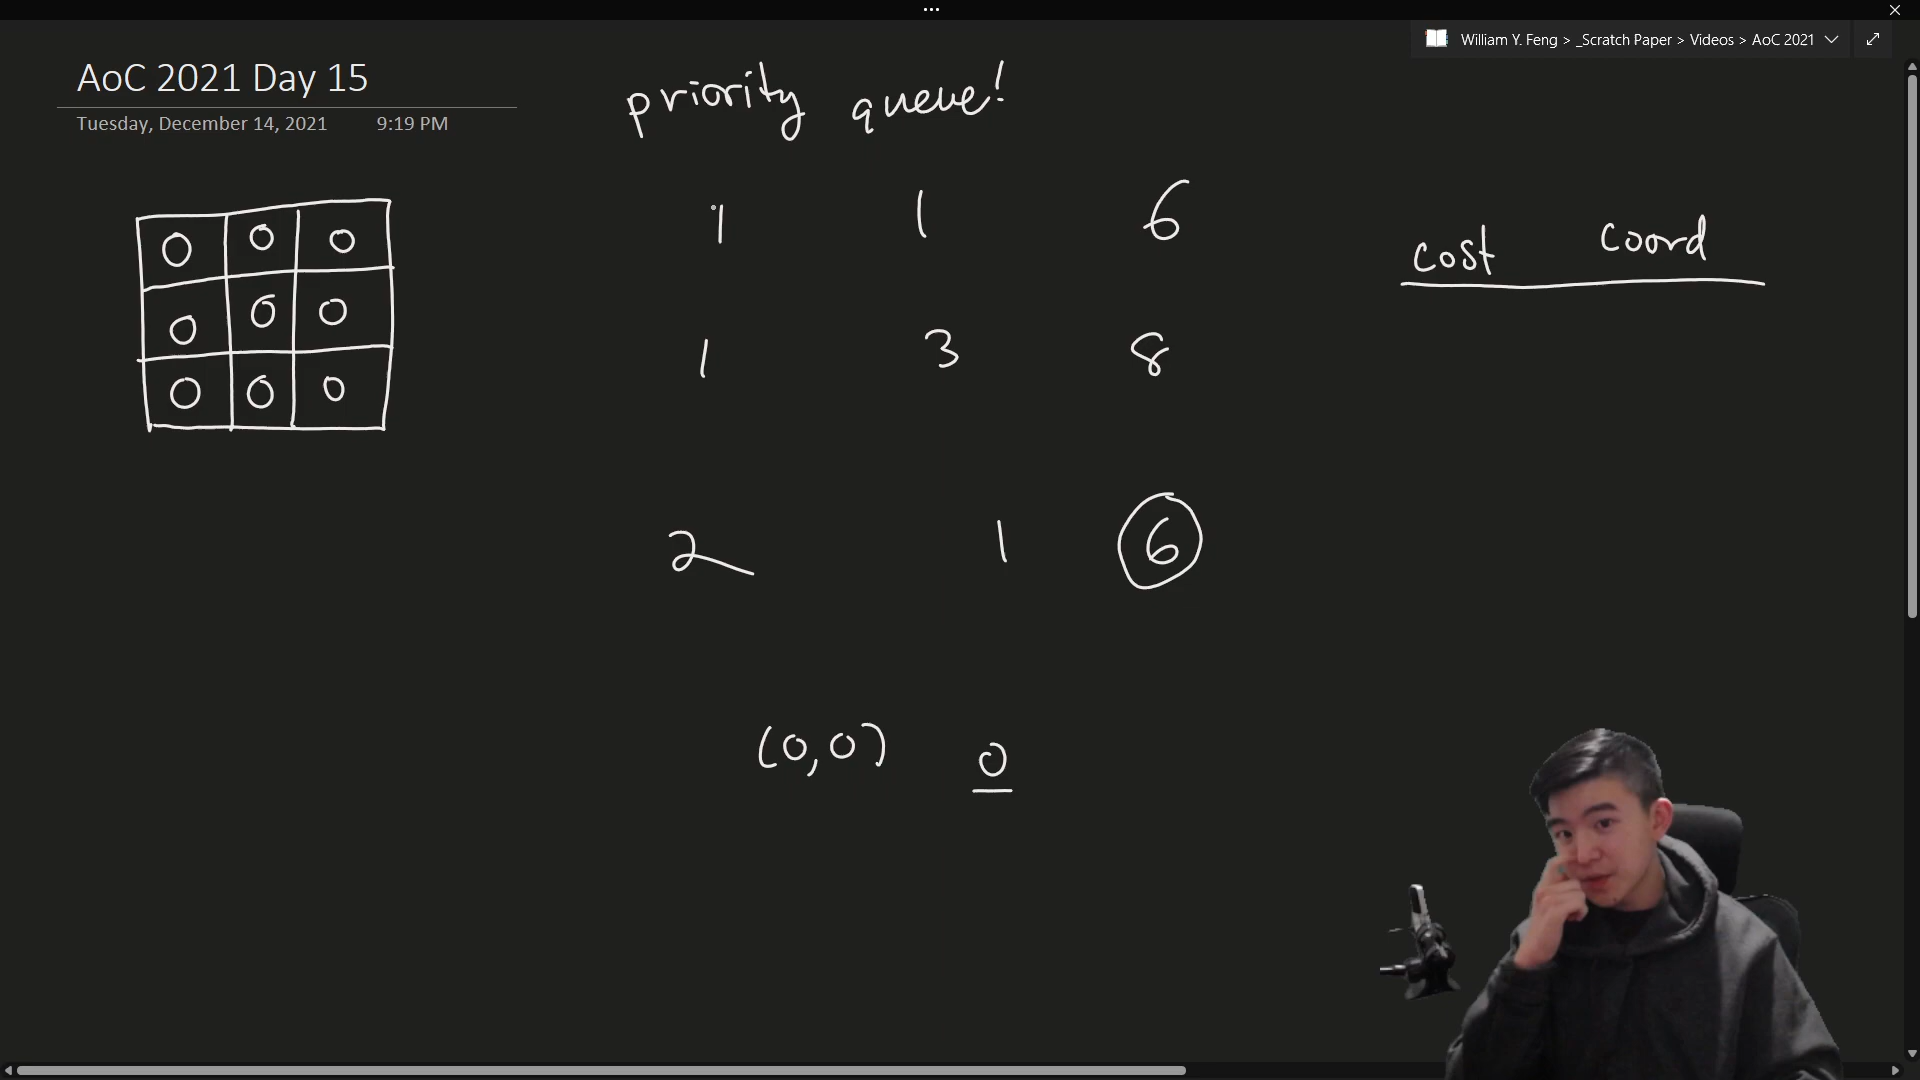 William Y. Feng > _Scratch Paper > Videos > AoC 2021
AoC 2021 Day 15
Tuesday, December 14, 2021 9:19 PM
priority queue!
0 0 0
0 0 0
0 0 0
1 1 6
1 3 8
2 1 6
(0,0) 0
cost coord